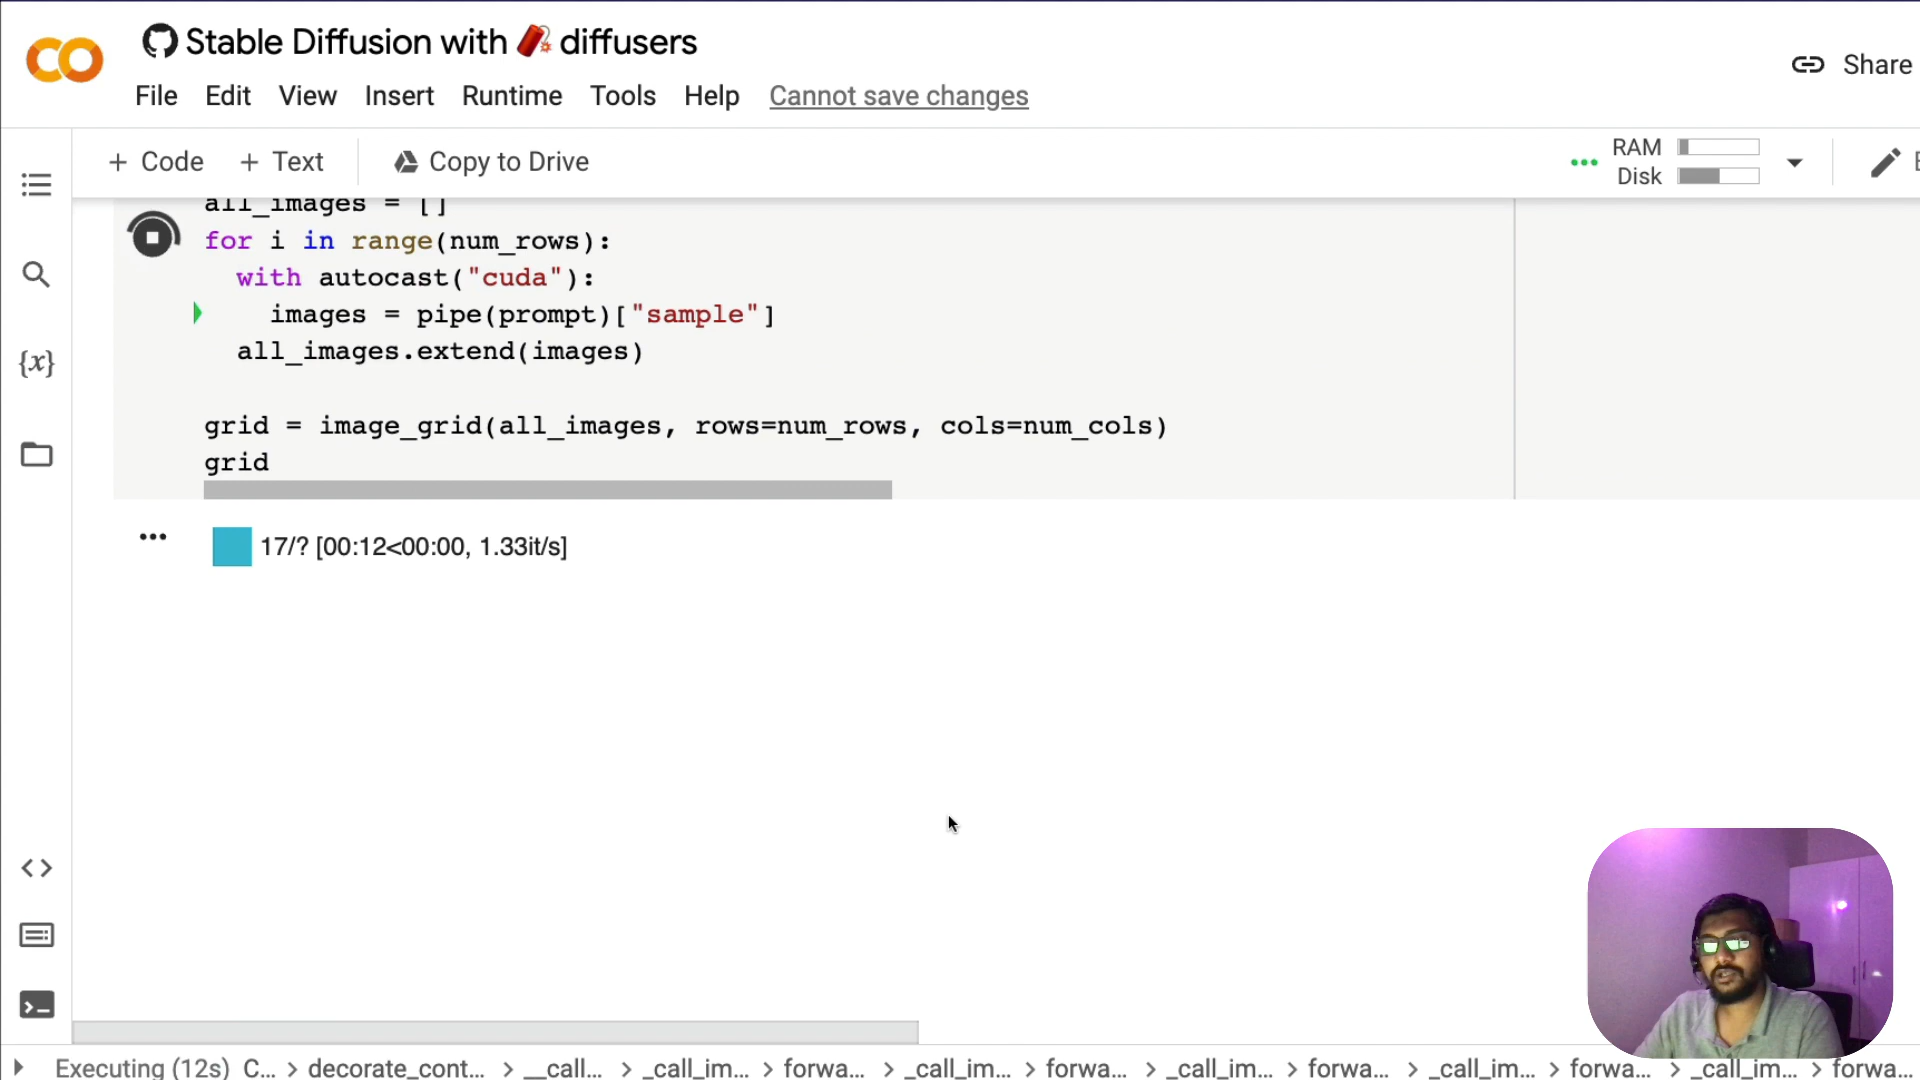 Stable Diffusion with 🧨 diffusers
File Edit View Insert Runtime Tools Help Cannot save changes
Share
+ Code + Text Copy to Drive
RAM
Disk
all_images = []
for i in range(num_rows):
with autocast("cuda"):
images = pipe(prompt)["sample"]
all_images.extend(images)
grid = image_grid(all_images, rows=num_rows, cols=num_cols)
grid
17/? [00:12<00:00, 1.33it/s]
Executing (12s) C... > decorate_cont... > __call... > _call_im... > forwa... > _call_im... > forwa... > _call_im... > forwa... > _call_im... > forwa... > _call_im... > forwa...